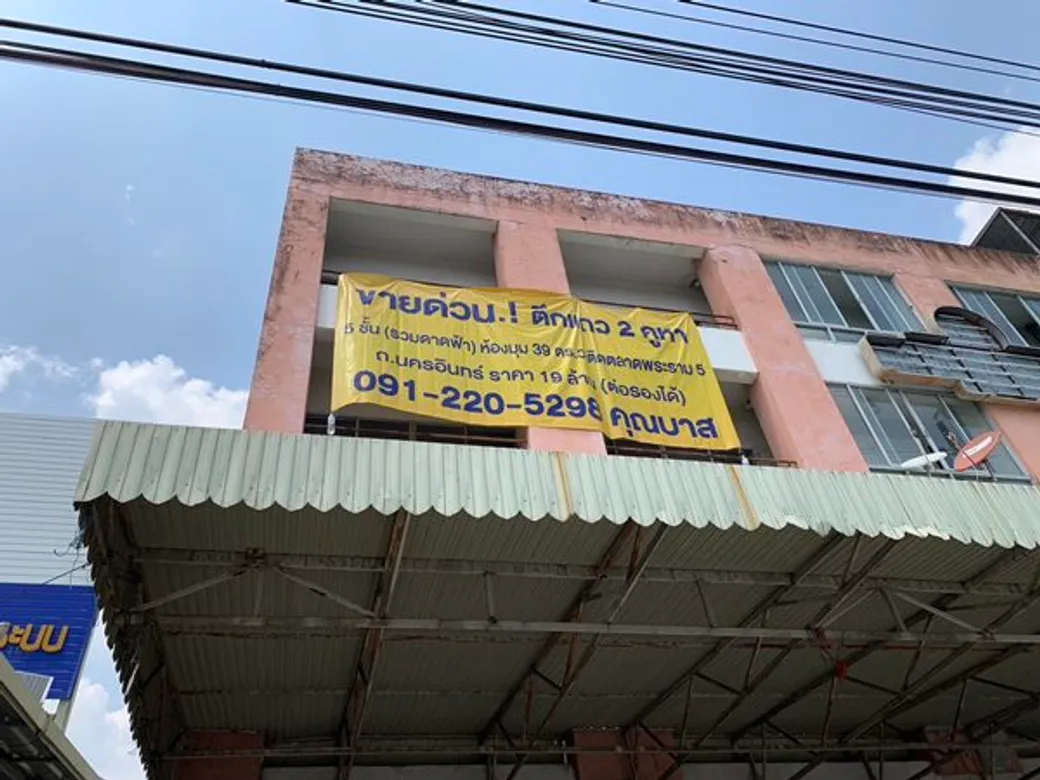 ขายด่วน.! ตึกแถว 2 คูหา
5 ชั้น (รวมดาดฟ้า) ห้องมุม 39 ตร.ว ติดตลาดพระราม 5
ถ.นครอินทร์ ราคา 19 ล้าน (ต่อรองได้)
091-220-5298 คุณบาส
ะบบ